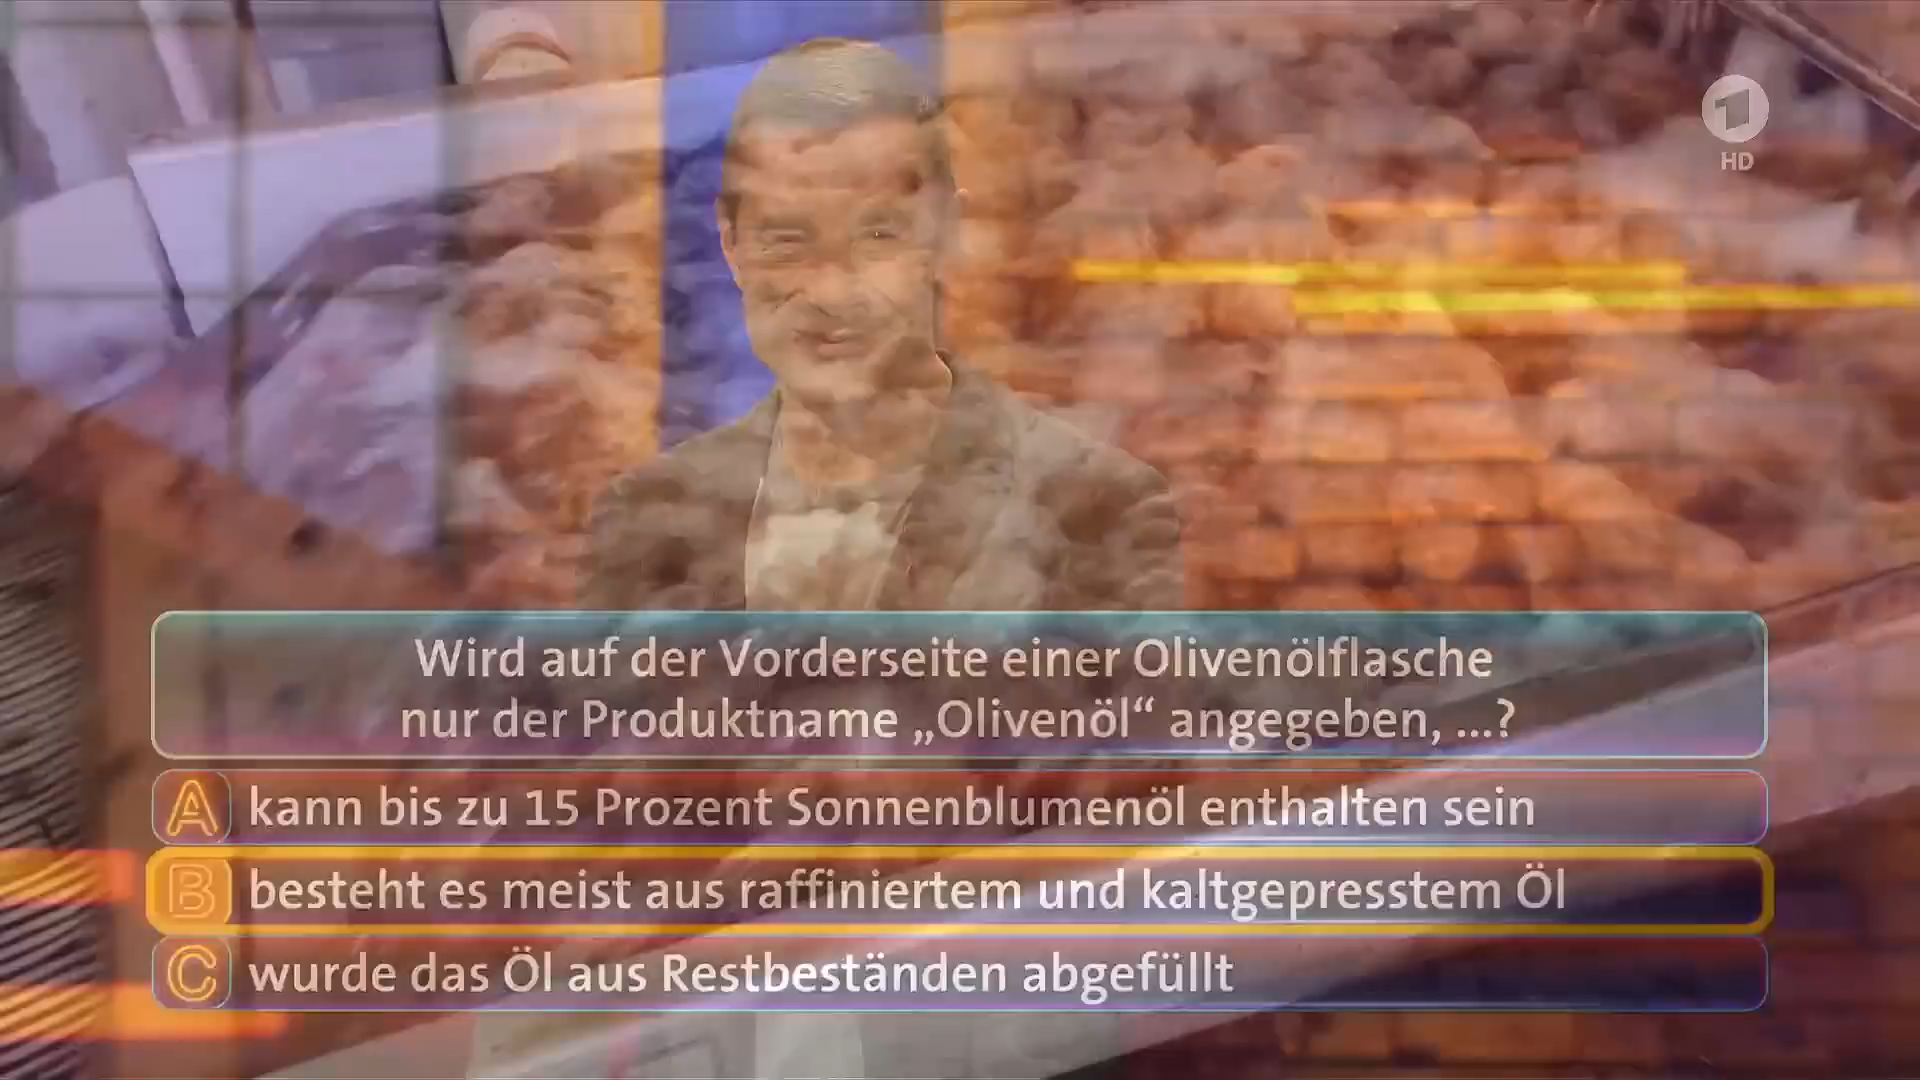 1
HD
Wird auf der Vorderseite einer Olivenölflasche
nur der Produktname „Olivenöl“ angegeben, ...?
A kann bis zu 15 Prozent Sonnenblumenöl enthalten sein
B besteht es meist aus raffiniertem und kaltgepresstem Öl
C wurde das Öl aus Restbeständen abgefüllt